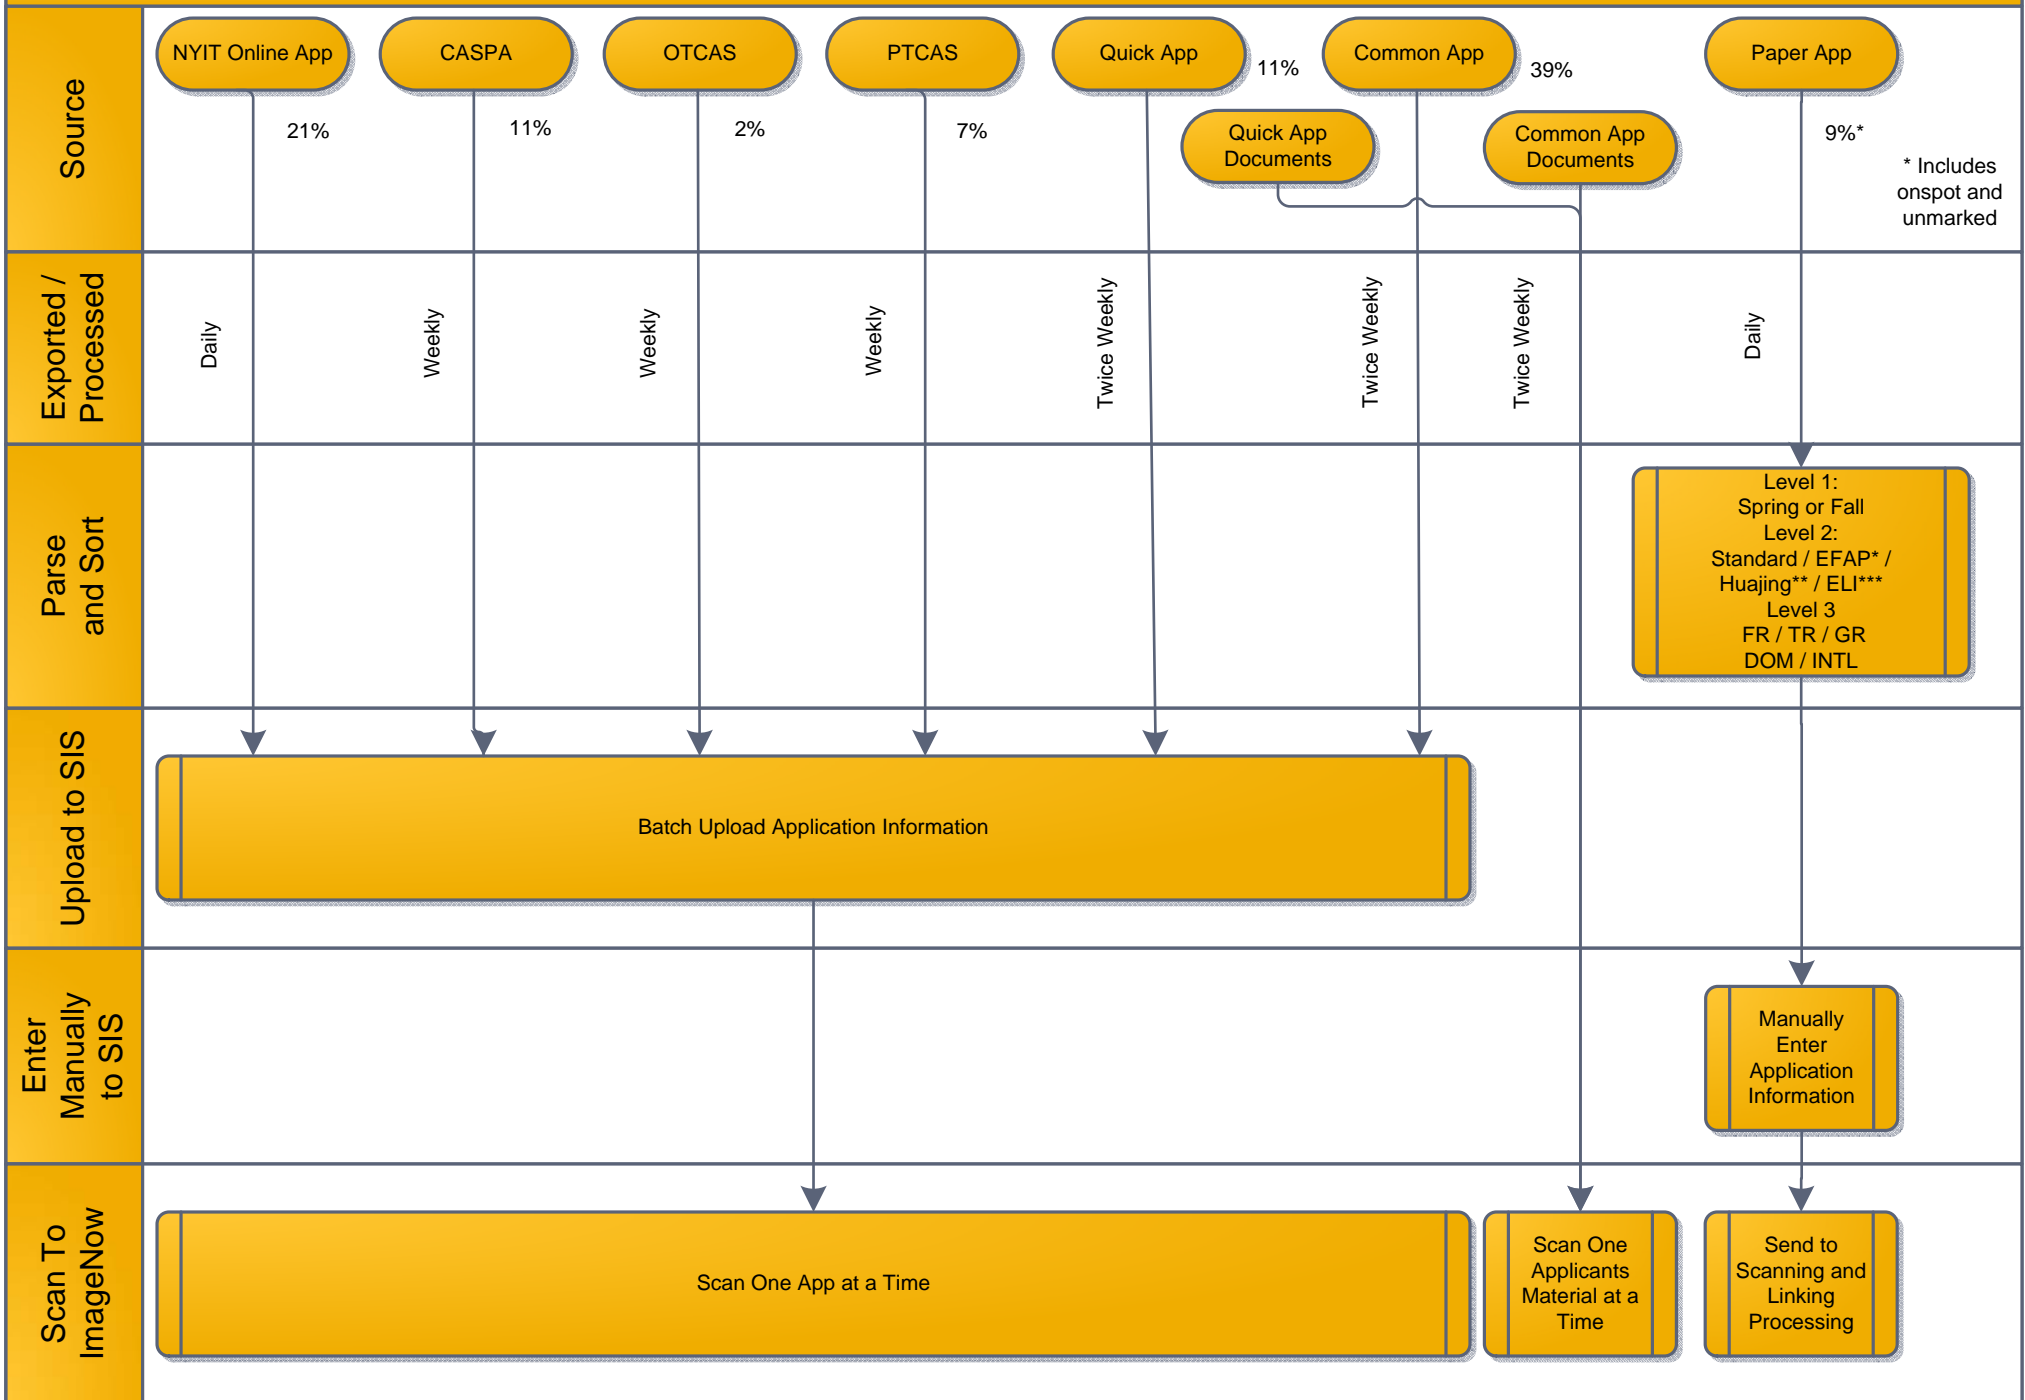 Source
NYIT Online App
CASPA
OTCAS
PTCAS
Quick App
Common App
Paper App
21%
11%
2%
7%
11%
39%
9%*
Quick App
Documents
Common App
Documents
* Includes
onspot and
unmarked
Exported /
Processed
Daily
Weekly
Weekly
Weekly
Twice Weekly
Twice Weekly
Twice Weekly
Daily
Parse
and Sort
Level 1:
Spring or Fall
Level 2:
Standard / EFAP* /
Huajing** / ELI***
Level 3
FR / TR / GR
DOM / INTL
Upload to SIS
Batch Upload Application Information
Enter
Manually
to SIS
Manually
Enter
Application
Information
Scan To
ImageNow
Scan One App at a Time
Scan One
Applicants
Material at a
Time
Send to
Scanning and
Linking
Processing